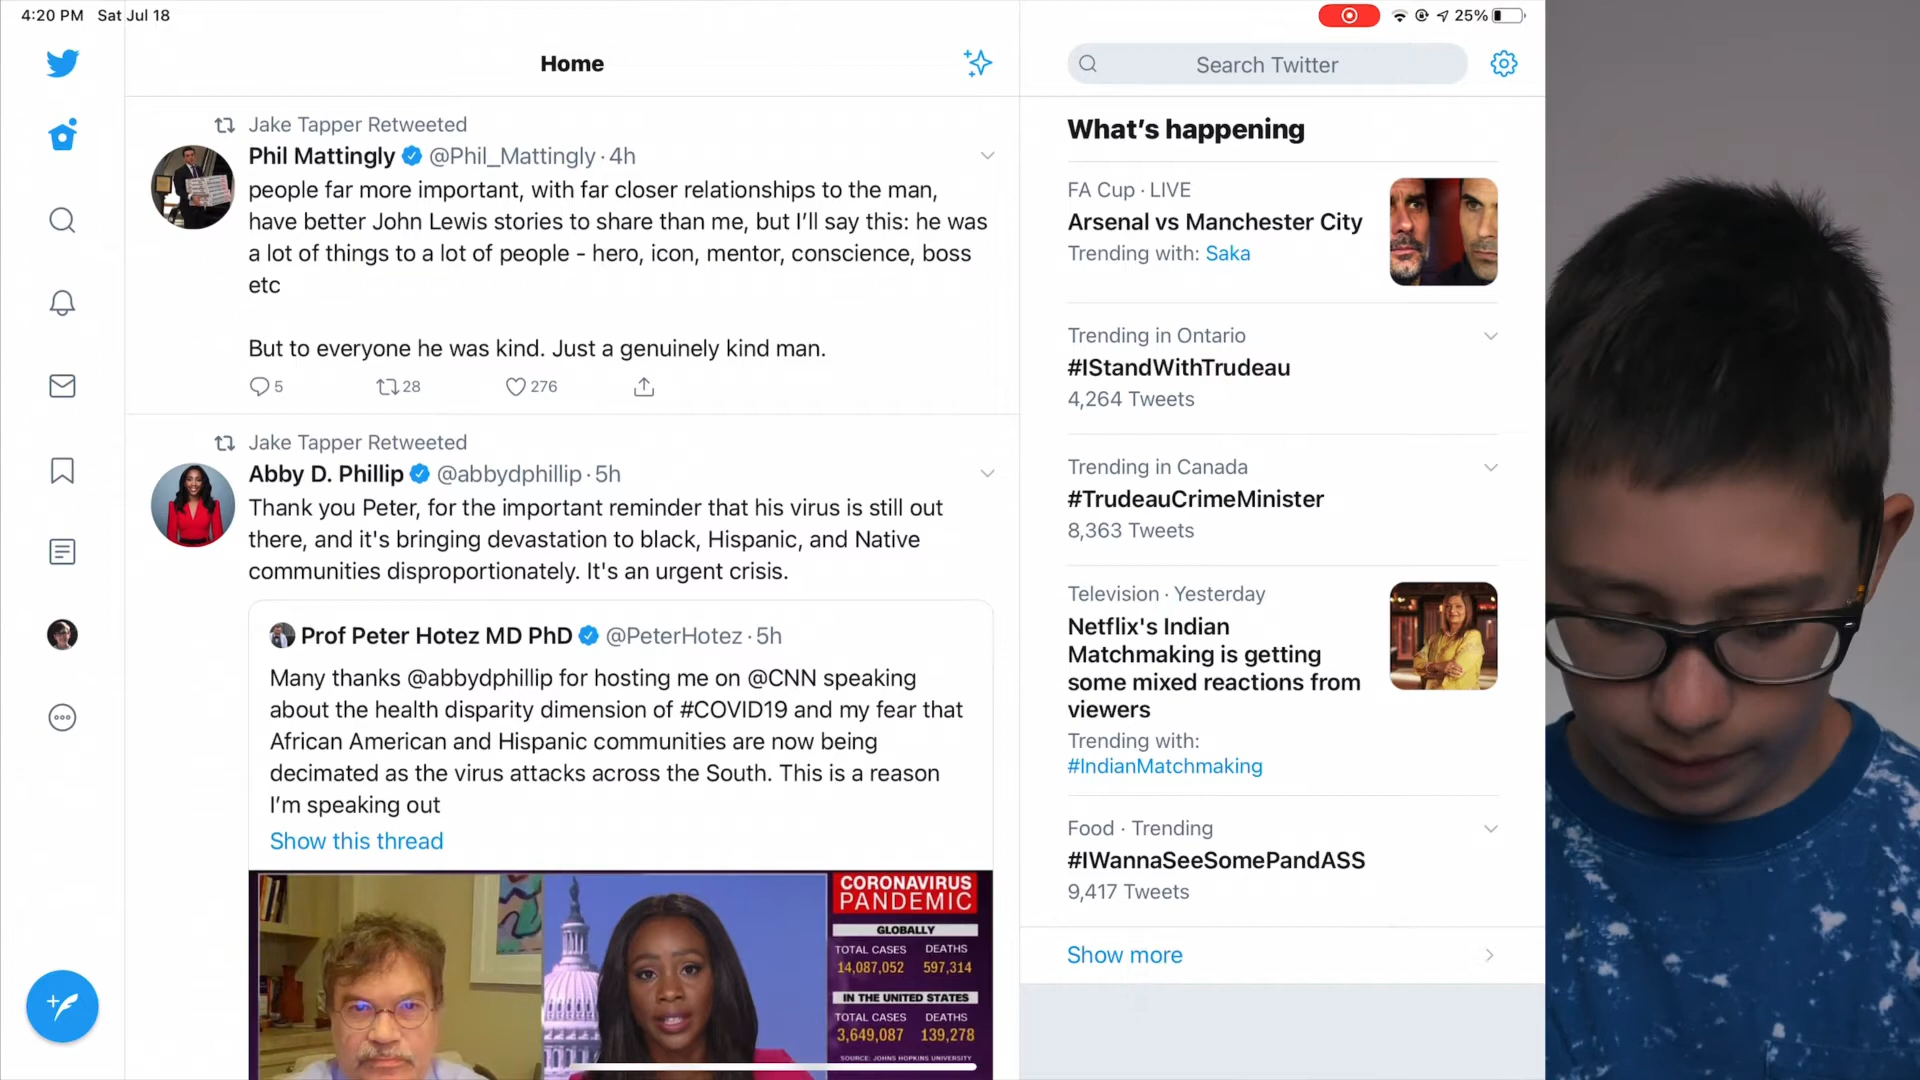 4:20 PM Sat Jul 18
25%
Home
Search Twitter
Jake Tapper Retweeted
Phil Mattingly @Phil_Mattingly · 4h
people far more important, with far closer relationships to the man,
have better John Lewis stories to share than me, but I’ll say this: he was
a lot of things to a lot of people - hero, icon, mentor, conscience, boss
etc
But to everyone he was kind. Just a genuinely kind man.
5 28 276
Jake Tapper Retweeted
Abby D. Phillip @abbydphillip · 5h
Thank you Peter, for the important reminder that his virus is still out
there, and it's bringing devastation to black, Hispanic, and Native
communities disproportionately. It's an urgent crisis.
Prof Peter Hotez MD PhD @PeterHotez · 5h
Many thanks @abbydphillip for hosting me on @CNN speaking
about the health disparity dimension of #COVID19 and my fear that
African American and Hispanic communities are now being
decimated as the virus attacks across the South. This is a reason
I’m speaking out
Show this thread
CORONAVIRUS
PANDEMIC
GLOBALLY
TOTAL CASES DEATHS
14,087,052 597,314
IN THE UNITED STATES
TOTAL CASES DEATHS
3,649,087 139,278
SOURCE: JOHNS HOPKINS UNIVERSITY
What’s happening
FA Cup · LIVE
Arsenal vs Manchester City
Trending with: Saka
Trending in Ontario
#IStandWithTrudeau
4,264 Tweets
Trending in Canada
#TrudeauCrimeMinister
8,363 Tweets
Television · Yesterday
Netflix's Indian
Matchmaking is getting
some mixed reactions from
viewers
Trending with:
#IndianMatchmaking
Food · Trending
#IWannaSeeSomePandASS
9,417 Tweets
Show more